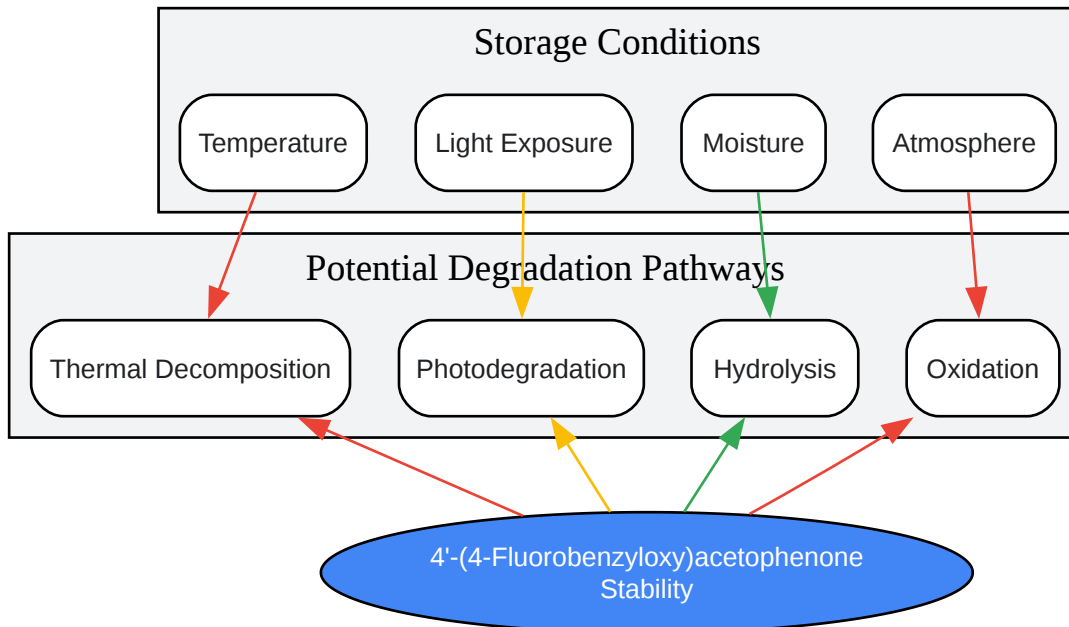 Storage Conditions
Temperature
Light Exposure
Moisture
Atmosphere
Potential Degradation Pathways
Thermal Decomposition
Photodegradation
Hydrolysis
Oxidation
4'-(4-Fluorobenzyloxy)acetophenone
Stability